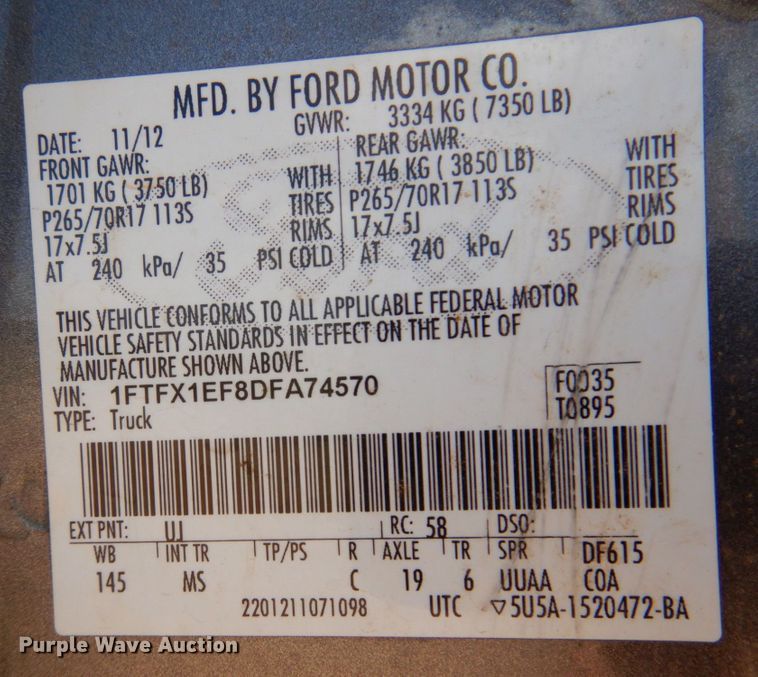 MFD. BY FORD MOTOR CO.
DATE: 11/12 GVWR: 3334 KG ( 7350 LB)
FRONT GAWR: REAR GAWR:
1701 KG ( 3750 LB) WITH 1746 KG ( 3850 LB) WITH
P265/70R17 113S TIRES P265/70R17 113S TIRES
17x7.5J RIMS 17x7.5J RIMS
AT 240 kPa/ 35 PSI COLD AT 240 kPa/ 35 PSI COLD
THIS VEHICLE CONFORMS TO ALL APPLICABLE FEDERAL MOTOR
VEHICLE SAFETY STANDARDS IN EFFECT ON THE DATE OF
MANUFACTURE SHOWN ABOVE.
VIN: 1FTFX1EF8DFA74570 F0035
TYPE: Truck T0895
EXT PNT: UJ RC: 58 DSO:
WB INT TR TP/PS R AXLE TR SPR DF615
145 MS C 19 6 UUAA COA
2201211071098 UTC ▽5U5A-1520472-BA
Purple Wave Auction